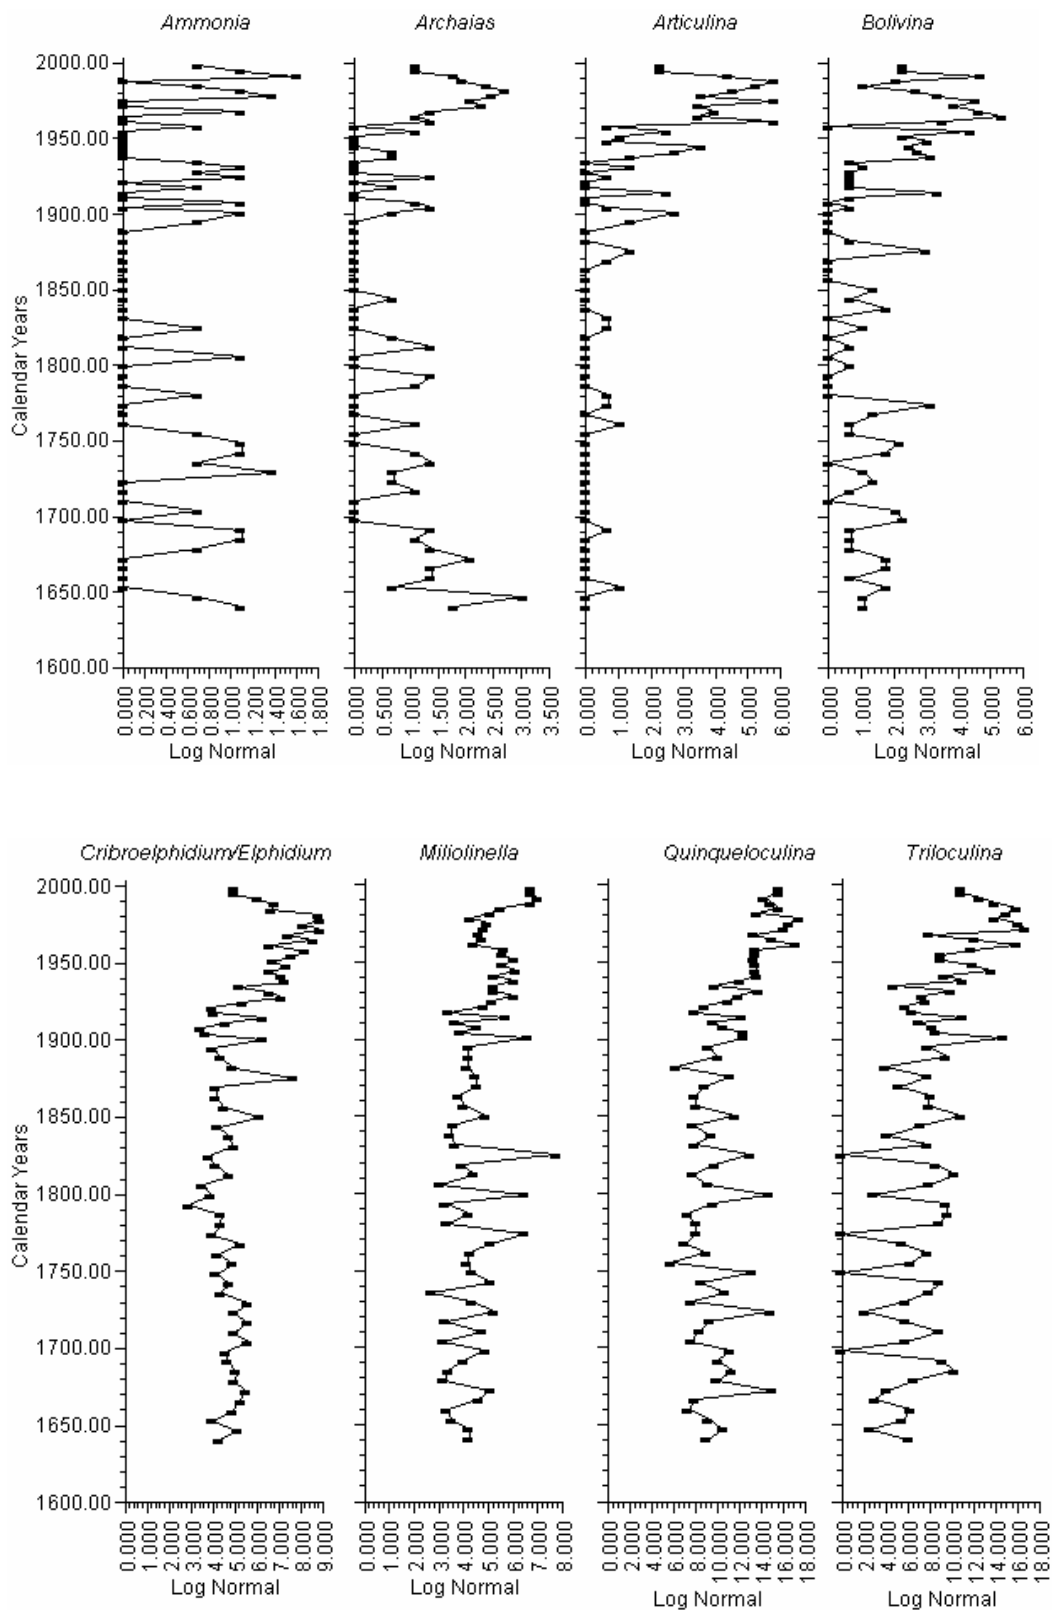 Ammonia Archaias Articulina Bolivina
2000.00
1950.00
1900.00
1850.00
1800.00
1750.00
1700.00
1650.00
1600.00
Calendar Years
0.000 0.200 0.400 0.600 0.800 1.000 1.200 1.400 1.600 1.800
0.000 0.500 1.000 1.500 2.000 2.500 3.000 3.500
0.000 1.000 2.000 3.000 4.000 5.000 6.000
0.000 1.000 2.000 3.000 4.000 5.000 6.000
Log Normal Log Normal Log Normal Log Normal
Cribroelphidium/Elphidium Miliolinella Quinqueloculina Triloculina
2000.00
1950.00
1900.00
1850.00
1800.00
1750.00
1700.00
1650.00
1600.00
Calendar Years
0.000 1.000 2.000 3.000 4.000 5.000 6.000 7.000 8.000 9.000
0.000 1.000 2.000 3.000 4.000 5.000 6.000 7.000 8.000
0.000 2.000 4.000 6.000 8.000 10.000 12.000 14.000 16.000 18.000
0.000 2.000 4.000 6.000 8.000 10.000 12.000 14.000 16.000 18.000
Log Normal Log Normal Log Normal Log Normal